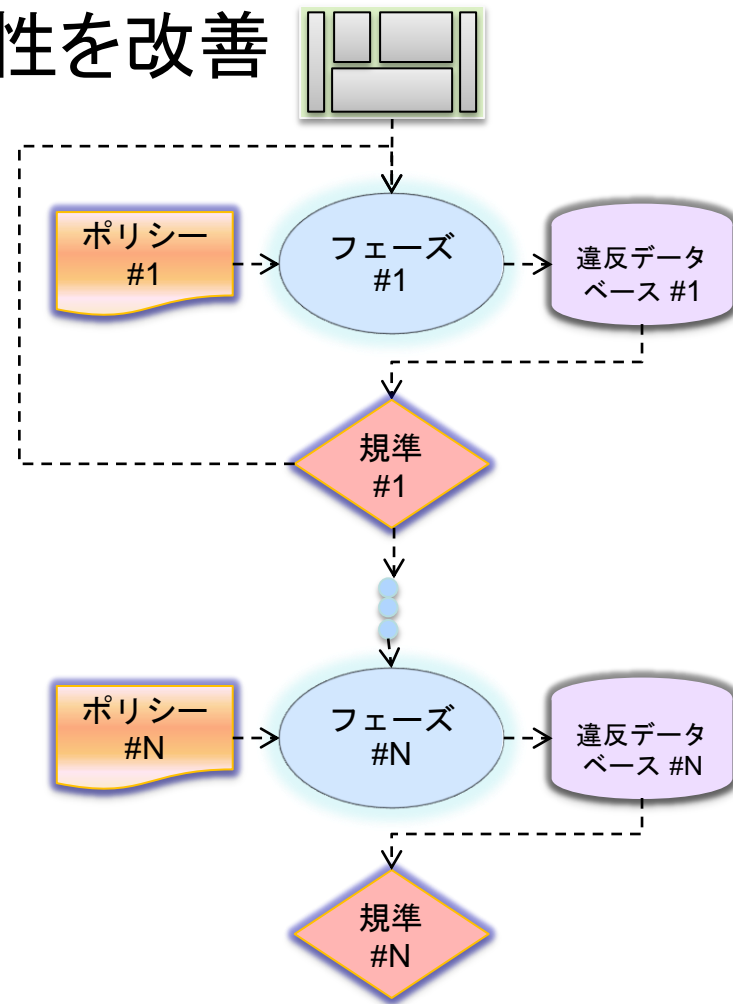 性を改善
ポリシー
#1
フェーズ
#1
違反データ
ベース #1
規準
#1
ポリシー
#N
フェーズ
#N
違反データ
ベース #N
規準
#N